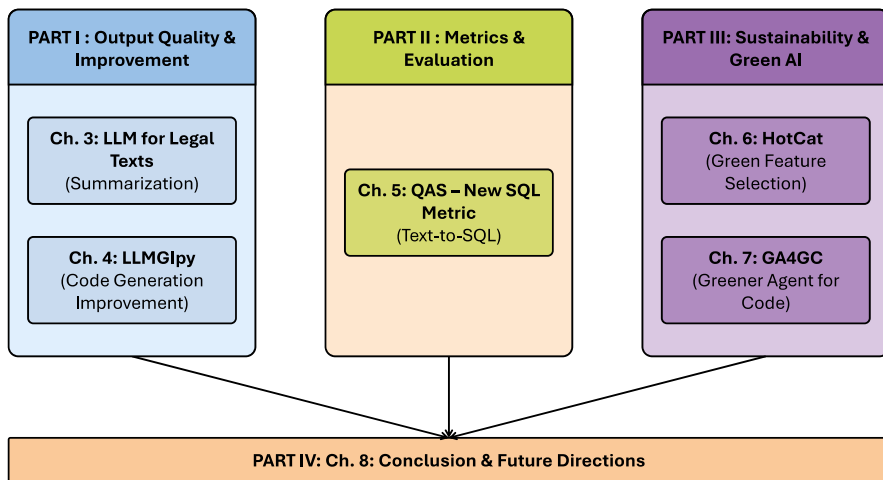 PART I : Output Quality &
Improvement
Ch. 3: LLM for Legal
Texts
(Summarization)
Ch. 4: LLMGIpy
(Code Generation
Improvement)
PART II : Metrics &
Evaluation
Ch. 5: QAS – New SQL
Metric
(Text-to-SQL)
PART III: Sustainability &
Green AI
Ch. 6: HotCat
(Green Feature
Selection)
Ch. 7: GA4GC
(Greener Agent for
Code)
PART IV: Ch. 8: Conclusion & Future Directions